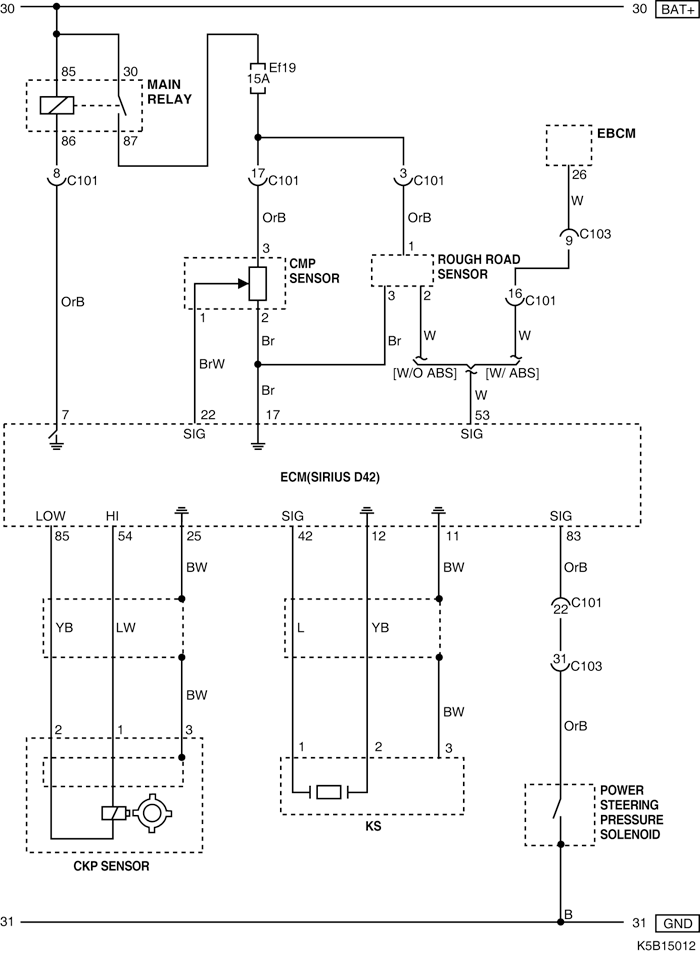 30 30 BAT+
85 30 MAIN
RELAY
Ef19
15A
86 87
EBCM
26
W
8 C101 17 C101 3 C101
C103
9
OrB OrB
3 1
CMP
SENSOR
ROUGH ROAD
SENSOR
16 C101
OrB
1 2 3 2
Br W W
BrW Br
[W/O ABS] [W/ ABS]
Br W
7 22 17 53
SIG SIG
ECM(SIRIUS D42)
LOW HI SIG SIG
85 54 25 42 12 11 83
BW BW OrB
C101
22
YB LW L YB
31 C103
BW BW
OrB
2 1 3 1 2 3
POWER
STEERING
PRESSURE
SOLENOID
KS
CKP SENSOR
B
31 31 GND
K5B15012